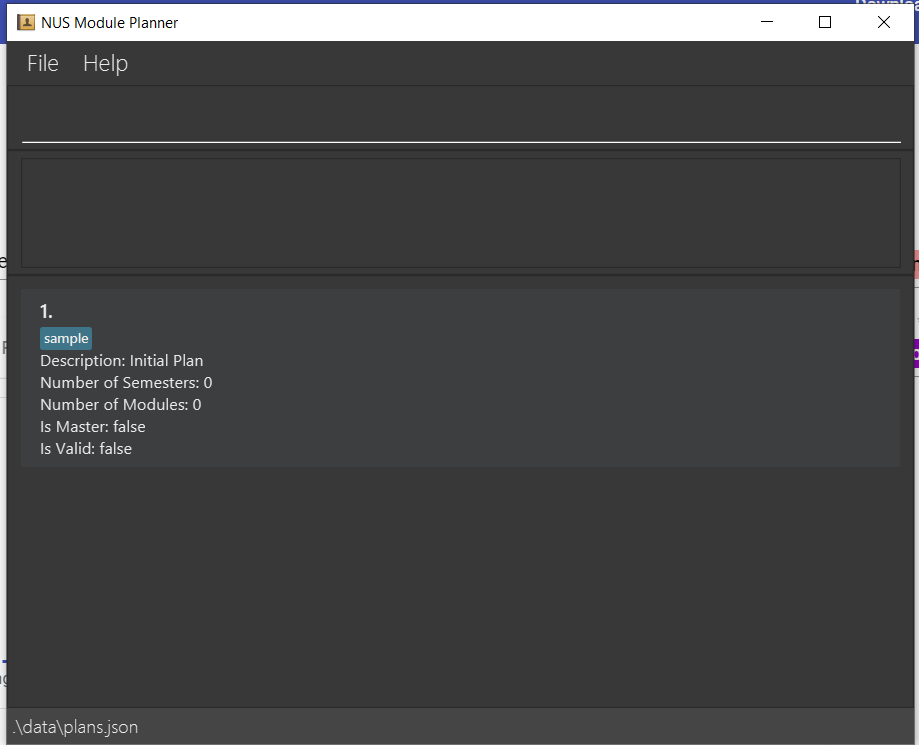 NUS Module Planner
File Help
1.
sample
Description: Initial Plan
Number of Semesters: 0
Number of Modules: 0
Is Master: false
Is Valid: false
.\data\plans.json